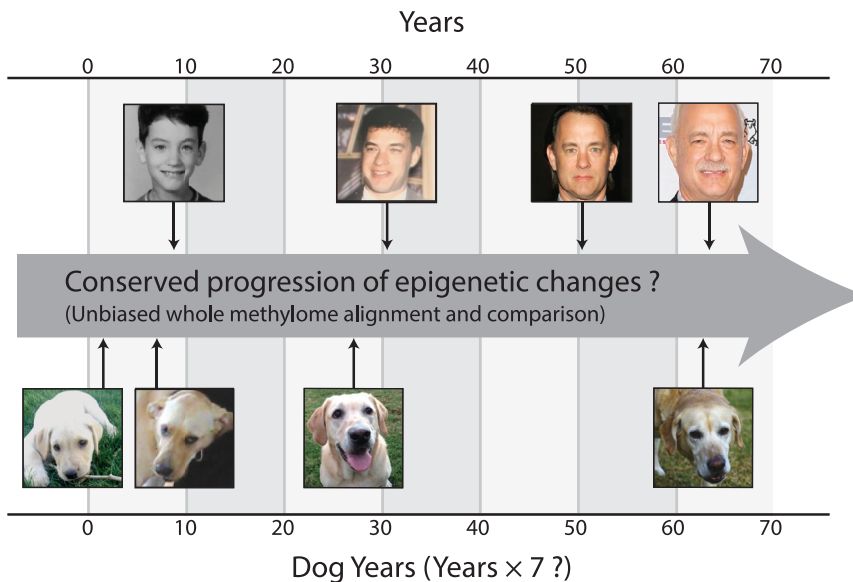 Years
0 10 20 30 40 50 60 70
Conserved progression of epigenetic changes ?
(Unbiased whole methylome alignment and comparison)
0 10 20 30 40 50 60 70
Dog Years (Years × 7 ?)